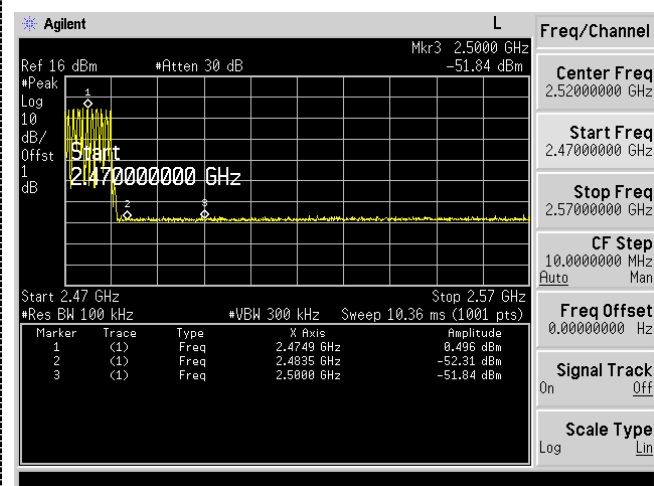 Agilent L
Freq/Channel
Mkr3 2.5000 GHz
Ref 16 dBm #Atten 30 dB -51.84 dBm
#Peak
Log
10
dB/
Offst
1
dB
1
2
3
Start
2.470000000 GHz
Start 2.47 GHz Stop 2.57 GHz
#Res BW 100 kHz #VBW 300 kHz Sweep 10.36 ms (1001 pts)
Marker Trace Type X Axis Amplitude
1 (1) Freq 2.4749 GHz 0.496 dBm
2 (1) Freq 2.4835 GHz -52.31 dBm
3 (1) Freq 2.5000 GHz -51.84 dBm
Center Freq
2.52000000 GHz
Start Freq
2.47000000 GHz
Stop Freq
2.57000000 GHz
CF Step
10.0000000 MHz
Auto Man
Freq Offset
0.00000000 Hz
Signal Track
On Off
Scale Type
Log Lin